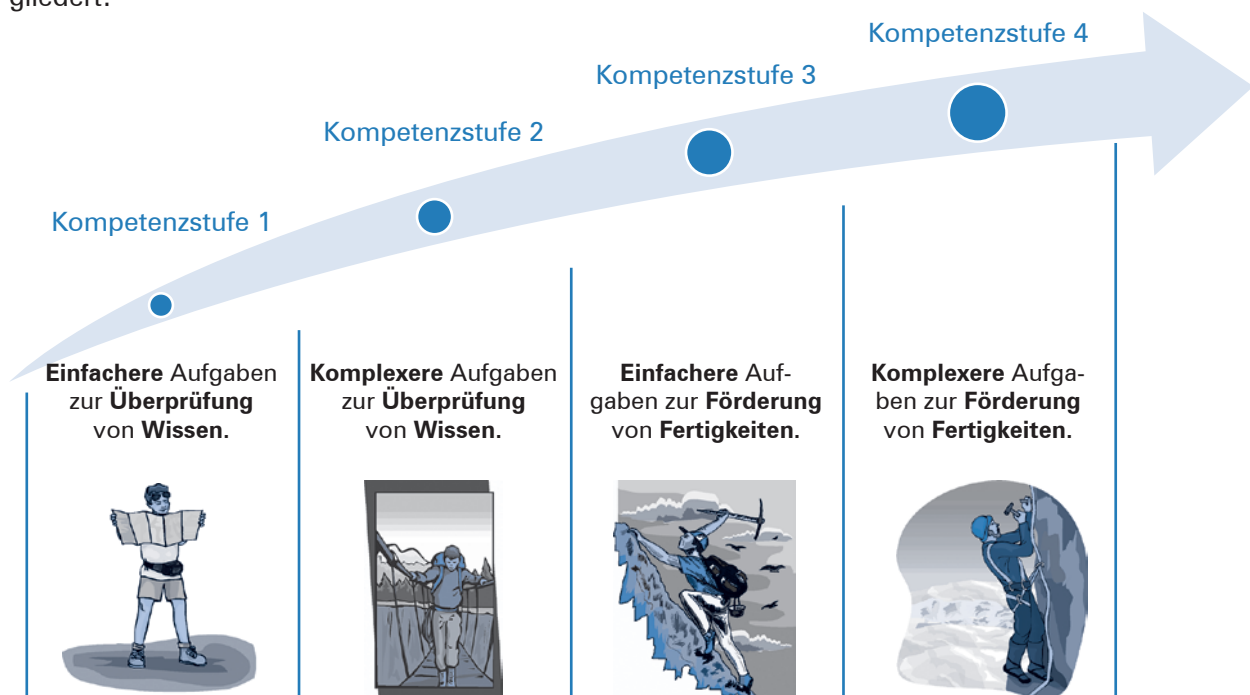 gliedert:
Kompetenzstufe 4
Kompetenzstufe 3
Kompetenzstufe 2
Kompetenzstufe 1
Einfachere Aufgaben
zur Überprüfung
von Wissen.
Komplexere Aufgaben
zur Überprüfung
von Wissen.
Einfachere Auf-
gaben zur Förderung
von Fertigkeiten.
Komplexere Aufga-
ben zur Förderung
von Fertigkeiten.